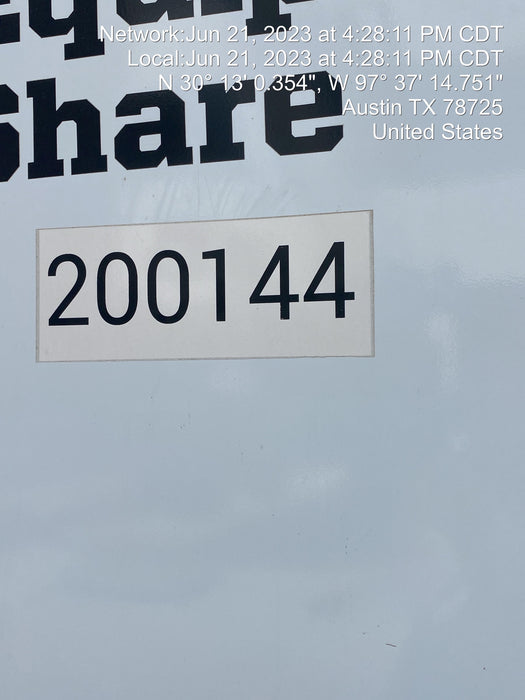 Equip
Share
Network:Jun 21, 2023 at 4:28:11 PM CDT
Local:Jun 21, 2023 at 4:28:11 PM CDT
N 30° 13' 0.354", W 97° 37' 14.751"
Austin TX 78725
United States
200144